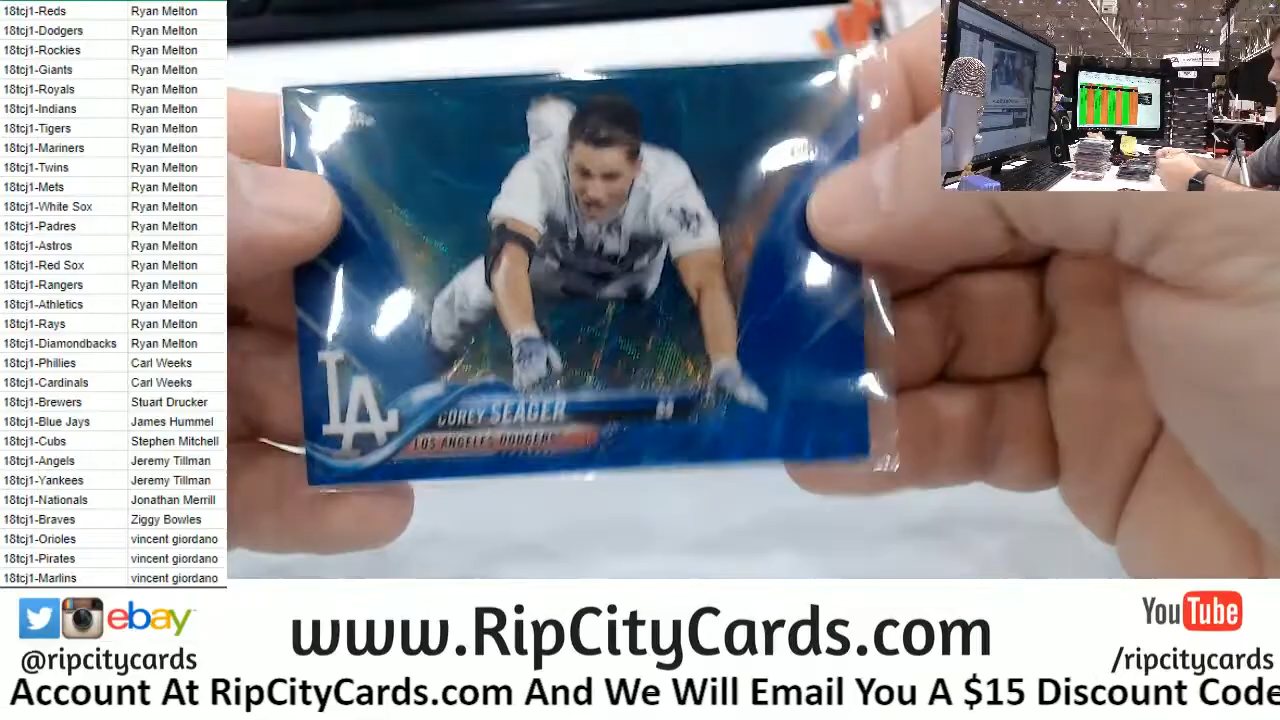 18tcj1-Reds Ryan Melton
18tcj1-Dodgers Ryan Melton
18tcj1-Rockies Ryan Melton
18tcj1-Giants Ryan Melton
18tcj1-Royals Ryan Melton
18tcj1-Indians Ryan Melton
18tcj1-Tigers Ryan Melton
18tcj1-Mariners Ryan Melton
18tcj1-Twins Ryan Melton
18tcj1-Mets Ryan Melton
18tcj1-White Sox Ryan Melton
18tcj1-Padres Ryan Melton
18tcj1-Astros Ryan Melton
18tcj1-Red Sox Ryan Melton
18tcj1-Rangers Ryan Melton
18tcj1-Athletics Ryan Melton
18tcj1-Rays Ryan Melton
18tcj1-Diamondbacks Ryan Melton
18tcj1-Phillies Carl Weeks
18tcj1-Cardinals Carl Weeks
18tcj1-Brewers Stuart Drucker
18tcj1-Blue Jays James Hummel
18tcj1-Cubs Stephen Mitchell
18tcj1-Angels Jeremy Tillman
18tcj1-Yankees Jeremy Tillman
18tcj1-Nationals Jonathan Merrill
18tcj1-Braves Ziggy Bowles
18tcj1-Orioles vincent giordano
18tcj1-Pirates vincent giordano
18tcj1-Marlins vincent giordano
LA
COREY SEAGER
LOS ANGELES DODGERS
ebay
@ripcitycards
www.RipCityCards.com
YouTube
/ripcitycards
Account At RipCityCards.com And We Will Email You A $15 Discount Code